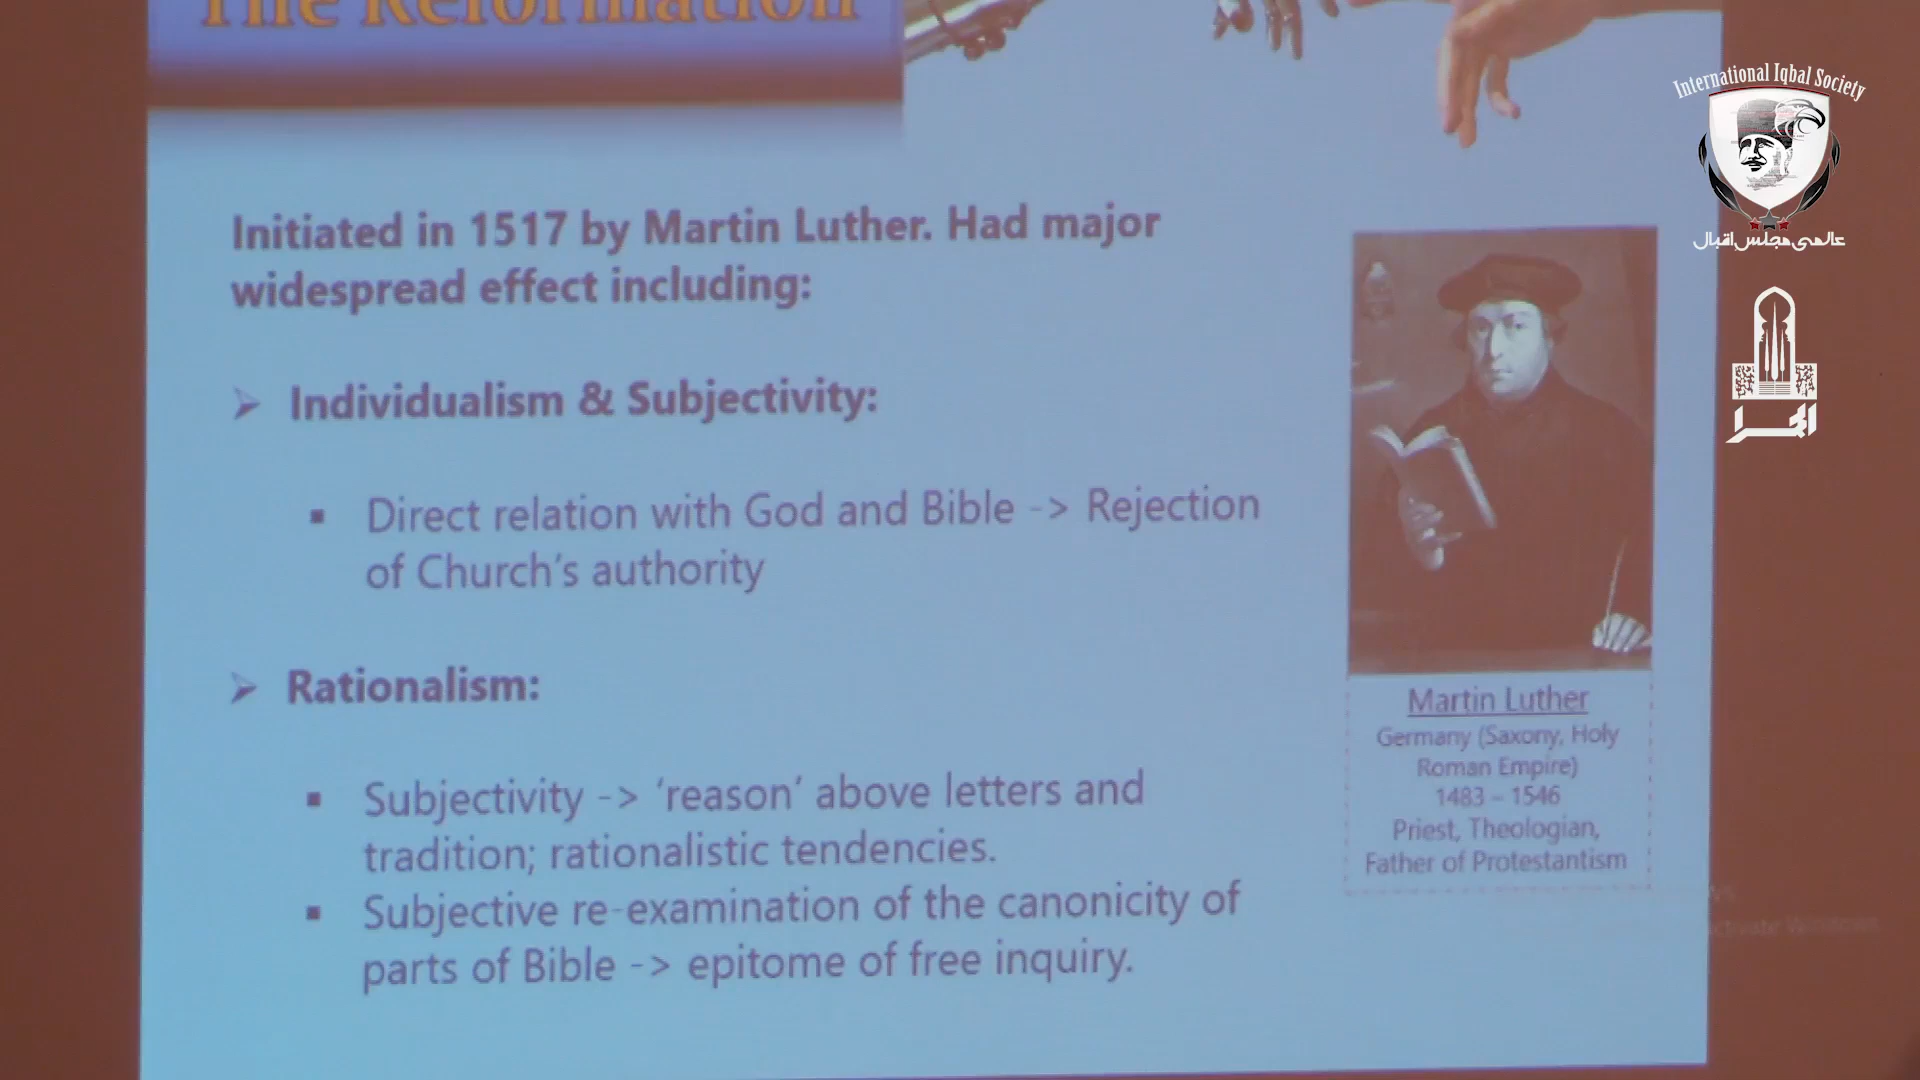 The Reformation
International Iqbal Society
عالمی مجلس اقبال
الحمرا
Initiated in 1517 by Martin Luther. Had major
widespread effect including:
Individualism & Subjectivity:
Direct relation with God and Bible -> Rejection
of Church's authority
Rationalism:
Subjectivity -> 'reason' above letters and
tradition; rationalistic tendencies.
Subjective re-examination of the canonicity of
parts of Bible -> epitome of free inquiry.
Martin Luther
Germany (Saxony, Holy
Roman Empire)
1483 – 1546
Priest, Theologian,
Father of Protestantism
Activate Windows